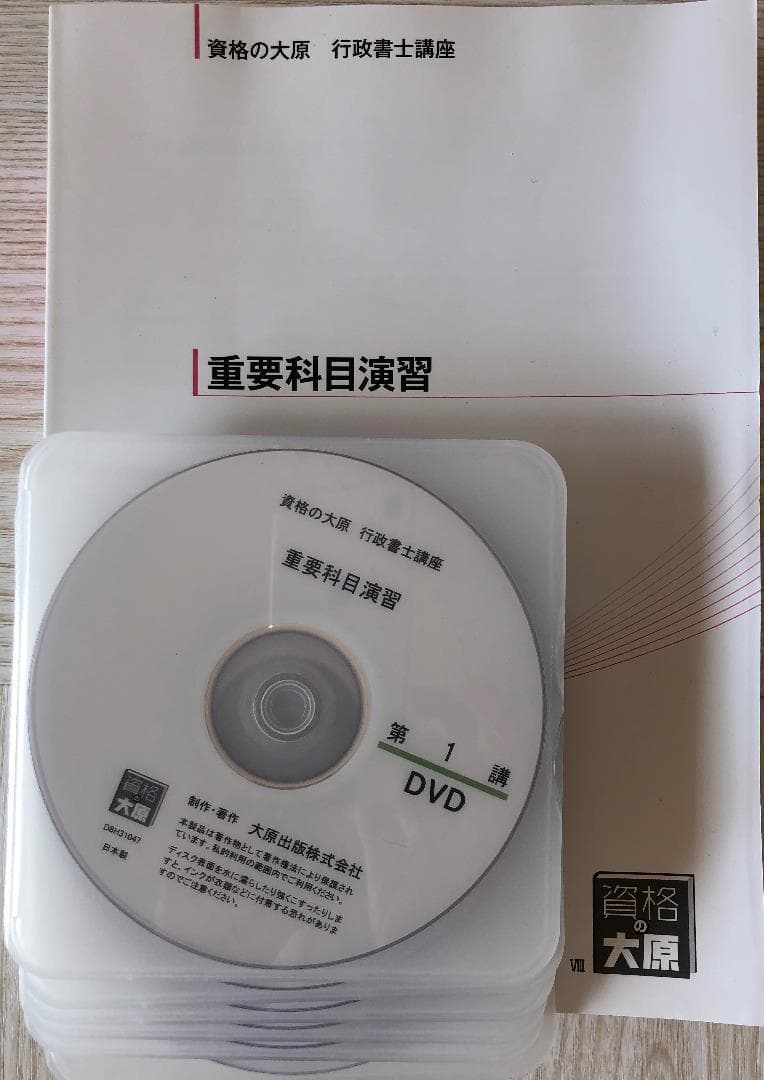 資格の大原　行政書士講座
重要科目演習
資格の大原　行政書士講座
重要科目演習
第 1 講
DVD
資格の大原
DBH31047
日本製
制作・著作　大原出版株式会社
本製品は著作物として著作権法により保護され
ています。私的利用の範囲内でご利用ください。
ディスク表面を水に濡らしたり強くこすったりしま
すと、インクが衣類などに付着する恐れがありま
すのでご注意ください。
Ⅷ
資格
の
大原